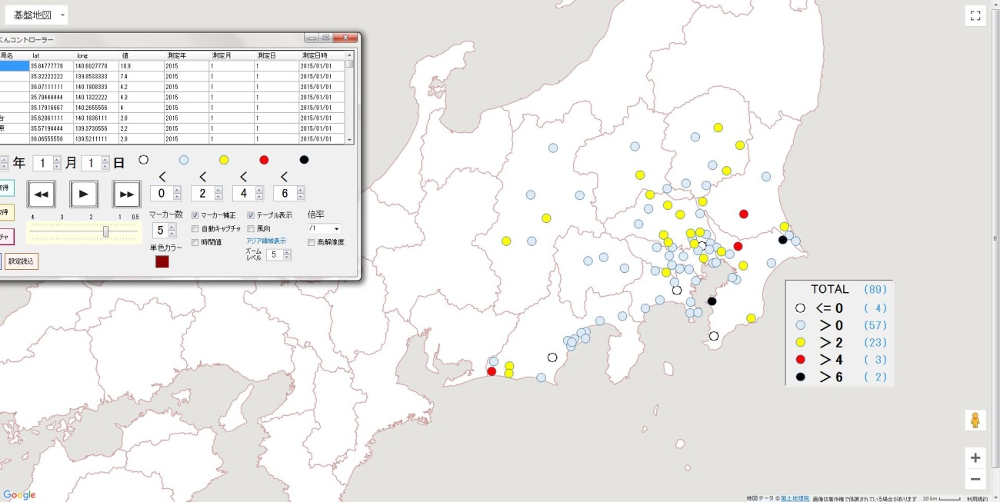 基盤地図
くんコントローラー
局名 lat long 値 測定年 測定月 測定日 測定日時
35.84777778 140.6027778 10.9 2015 1 1 2015/01/01
35.32222222 139.8533333 7.4 2015 1 1 2015/01/01
36.07111111 140.1908333 4.2 2015 1 1 2015/01/01
35.79444444 140.1322222 4.3 2015 1 1 2015/01/01
35.17916667 140.2655556 4 2015 1 1 2015/01/01
台 35.62861111 140.1836111 2.8 2015 1 1 2015/01/01
原 35.57194444 139.3730556 2.2 2015 1 1 2015/01/01
36.06555556 139.5211111 2.8 2015 1 1 2015/01/01
年 1 月 1 日
< < < <
0 2 4 6
取得
取得
チャ
設定読込
4 3 2 1 0.5
マーカー数
5
単色カラー
マーカー補正
テーブル表示
倍率
自動キャプチャ
風向
/1
時間値
アジア領域表示
高解像度
ズーム
レベル 5
TOTAL (89)
<= 0 ( 4)
> 0 (57)
> 2 (23)
> 4 ( 3)
> 6 ( 2)
Google
地図データ © 国土地理院 画像は著作権で保護されている場合があります 20 km 利用規約